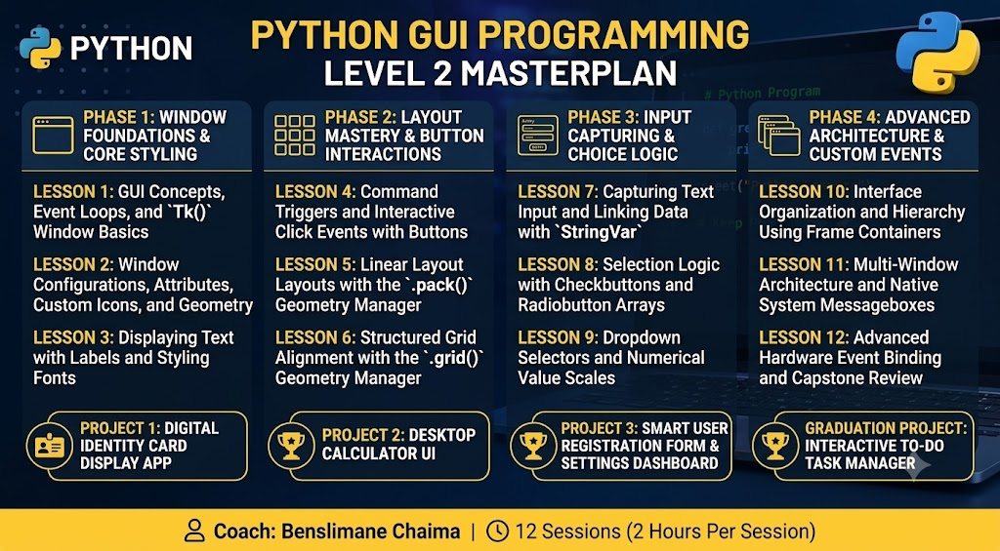 PYTHON
PYTHON GUI PROGRAMMING
LEVEL 2 MASTERPLAN
# Python Program
PHASE 1: WINDOW
FOUNDATIONS &
CORE STYLING
LESSON 1: GUI Concepts,
Event Loops, and `Tk()`
Window Basics
LESSON 2: Window
Configurations, Attributes,
Custom Icons, and Geometry
LESSON 3: Displaying Text
with Labels and Styling
Fonts
PROJECT 1: DIGITAL
IDENTITY CARD
DISPLAY APP
PHASE 2: LAYOUT
MASTERY & BUTTON
INTERACTIONS
LESSON 4: Command
Triggers and Interactive
Click Events with Buttons
LESSON 5: Linear Layout
Layouts with the `.pack()`
Geometry Manager
LESSON 6: Structured Grid
Alignment with the `.grid()`
Geometry Manager
PROJECT 2: DESKTOP
CALCULATOR UI
PHASE 3: INPUT
CAPTURING &
CHOICE LOGIC
LESSON 7: Capturing Text
Input and Linking Data
with `StringVar`
LESSON 8: Selection Logic
with Checkbuttons and
Radiobutton Arrays
LESSON 9: Dropdown
Selectors and Numerical
Value Scales
PROJECT 3: SMART USER
REGISTRATION FORM &
SETTINGS DASHBOARD
PHASE 4: ADVANCED
ARCHITECTURE &
CUSTOM EVENTS
LESSON 10: Interface
Organization and Hierarchy
Using Frame Containers
LESSON 11: Multi-Window
Architecture and Native
System Messageboxes
LESSON 12: Advanced
Hardware Event Binding
and Capstone Review
GRADUATION PROJECT:
INTERACTIVE TO-DO
TASK MANAGER
Coach: Benslimane Chaima | 12 Sessions (2 Hours Per Session)